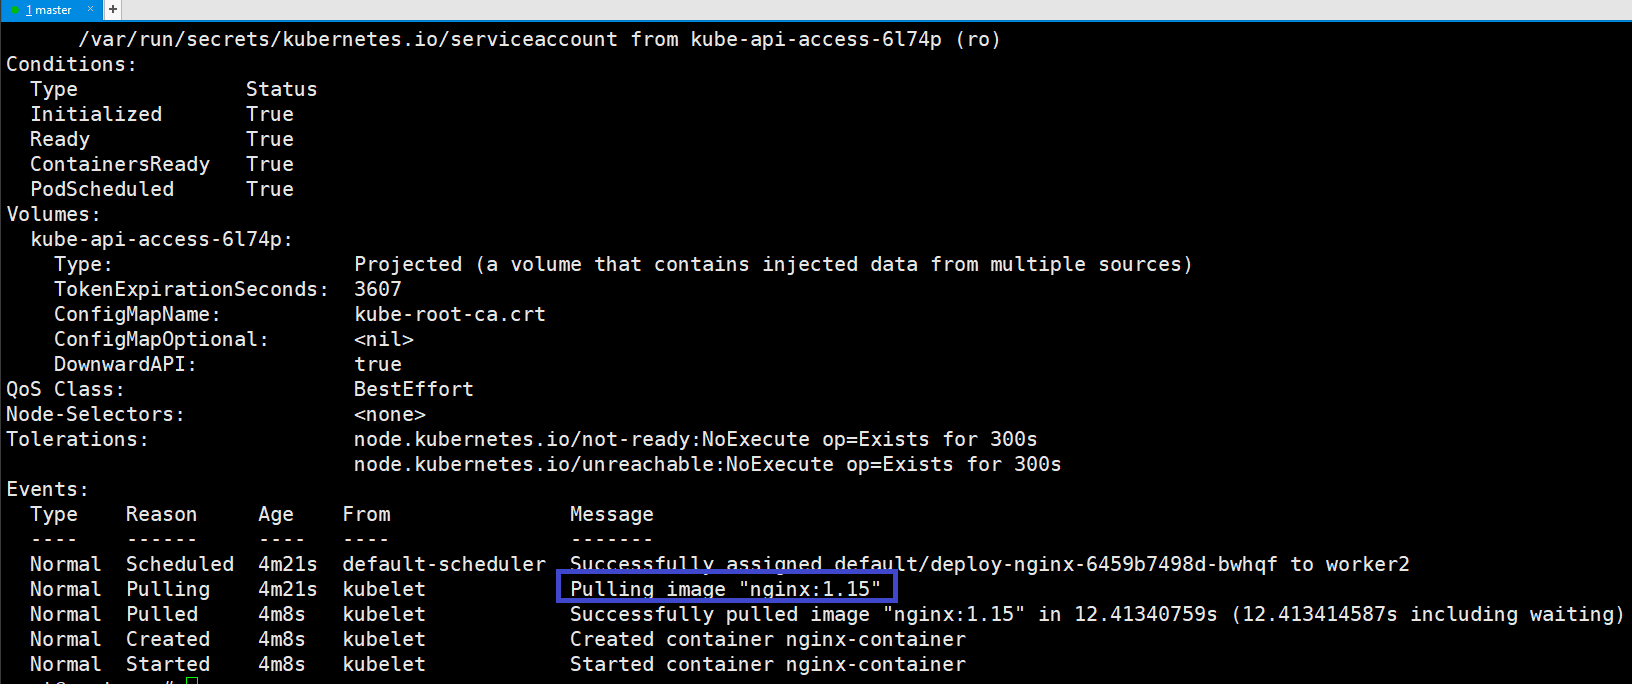 1 master × +
/var/run/secrets/kubernetes.io/serviceaccount from kube-api-access-6l74p (ro)
Conditions:
  Type              Status
  Initialized       True
  Ready             True
  ContainersReady   True
  PodScheduled      True
Volumes:
  kube-api-access-6l74p:
    Type:                    Projected (a volume that contains injected data from multiple sources)
    TokenExpirationSeconds:  3607
    ConfigMapName:           kube-root-ca.crt
    ConfigMapOptional:       <nil>
    DownwardAPI:             true
QoS Class:                   BestEffort
Node-Selectors:              <none>
Tolerations:                 node.kubernetes.io/not-ready:NoExecute op=Exists for 300s
                             node.kubernetes.io/unreachable:NoExecute op=Exists for 300s
Events:
  Type    Reason     Age    From               Message
  ----    ------     ----   ----               -------
  Normal  Scheduled  4m21s  default-scheduler  Successfully assigned default/deploy-nginx-6459b7498d-bwhqf to worker2
  Normal  Pulling    4m21s  kubelet            Pulling image "nginx:1.15"
  Normal  Pulled     4m8s   kubelet            Successfully pulled image "nginx:1.15" in 12.41340759s (12.413414587s including waiting)
  Normal  Created    4m8s   kubelet            Created container nginx-container
  Normal  Started    4m8s   kubelet            Started container nginx-container